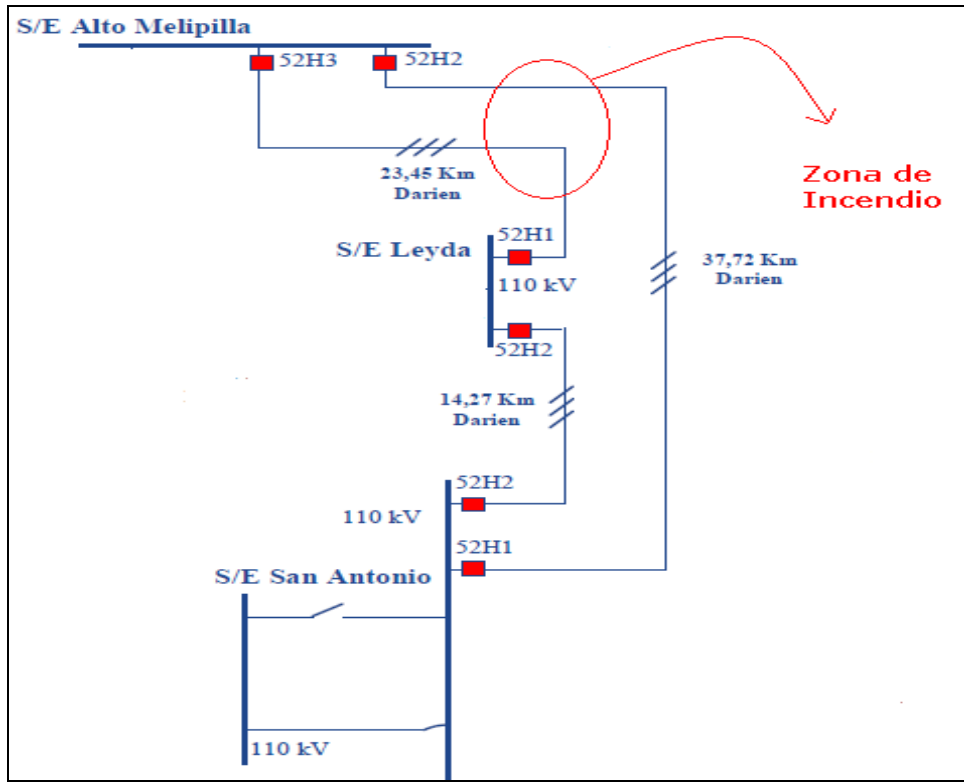 S/E Alto Melipilla
52H3
52H2
23,45 Km
Darien
Zona de
Incendio
52H1
S/E Leyda
110 kV
37,72 Km
Darien
52H2
14,27 Km
Darien
52H2
110 kV
52H1
S/E San Antonio
110 kV